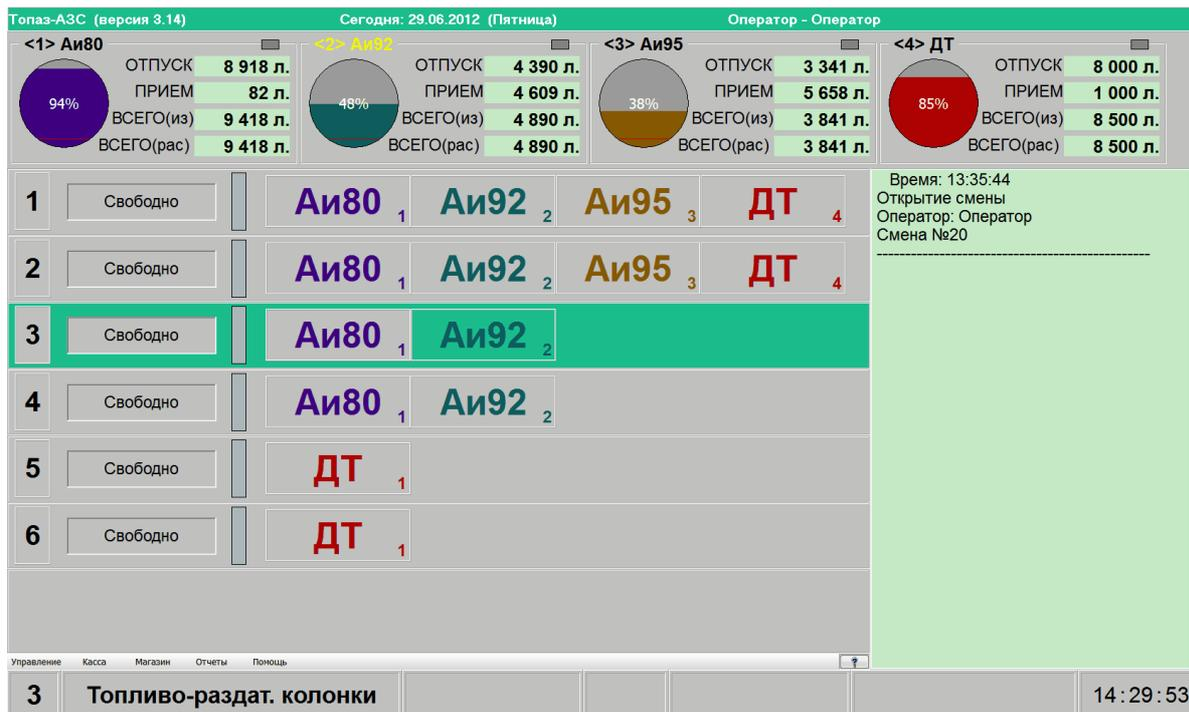 Топаз-АЗС (версия 3.14) Сегодня: 29.06.2012 (Пятница) Оператор - Оператор
<1> Аи80
94%
ОТПУСК 8 918 л.
ПРИЕМ 82 л.
ВСЕГО(из) 9 418 л.
ВСЕГО(рас) 9 418 л.
<2> Аи92
48%
ОТПУСК 4 390 л.
ПРИЕМ 4 609 л.
ВСЕГО(из) 4 890 л.
ВСЕГО(рас) 4 890 л.
<3> Аи95
38%
ОТПУСК 3 341 л.
ПРИЕМ 5 658 л.
ВСЕГО(из) 3 841 л.
ВСЕГО(рас) 3 841 л.
<4> ДТ
85%
ОТПУСК 8 000 л.
ПРИЕМ 1 000 л.
ВСЕГО(из) 8 500 л.
ВСЕГО(рас) 8 500 л.
1 Свободно Аи80 1 Аи92 2 Аи95 3 ДТ 4
2 Свободно Аи80 1 Аи92 2 Аи95 3 ДТ 4
3 Свободно Аи80 1 Аи92 2
4 Свободно Аи80 1 Аи92 2
5 Свободно ДТ 1
6 Свободно ДТ 1
Время: 13:35:44
Открытие смены
Оператор: Оператор
Смена №20
--------------------------------------------------
Управление Касса Магазин Отчеты Помощь ?
3 Топливо-раздат. колонки 14:29:53